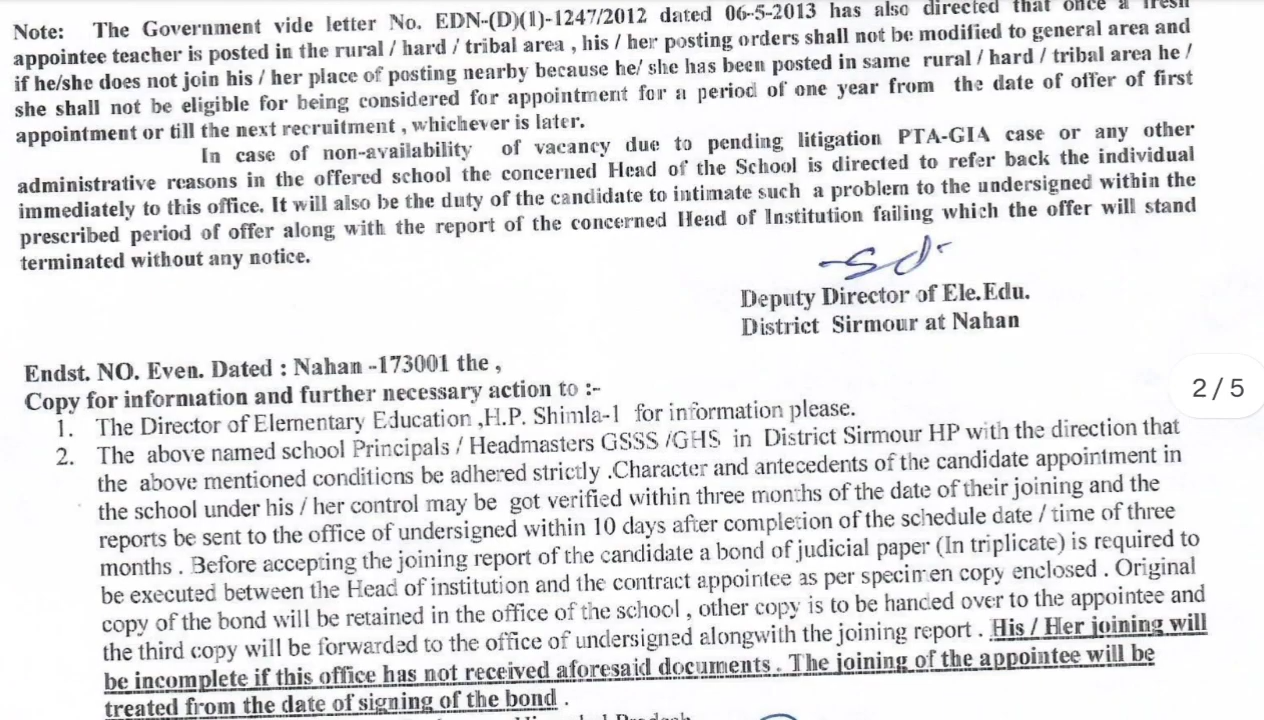 Note: The Government vide letter No. EDN-(D)(1)-1247/2012 dated 06-5-2013 has also directed that once a fresh
appointee teacher is posted in the rural / hard / tribal area , his / her posting orders shall not be modified to general area and
if he/she does not join his / her place of posting nearby because he/ she has been posted in same rural / hard / tribal area he /
she shall not be eligible for being considered for appointment for a period of one year from the date of offer of first
appointment or till the next recruitment , whichever is later.
In case of non-availability of vacancy due to pending litigation PTA-GIA case or any other
administrative reasons in the offered school the concerned Head of the School is directed to refer back the individual
immediately to this office. It will also be the duty of the candidate to intimate such a problem to the undersigned within the
prescribed period of offer along with the report of the concerned Head of Institution failing which the offer will stand
terminated without any notice.
-sd-
Deputy Director of Ele.Edu.
District Sirmour at Nahan
Endst. NO. Even. Dated : Nahan -173001 the ,
Copy for information and further necessary action to :-
2/5
1. The Director of Elementary Education ,H.P. Shimla-1 for information please.
2. The above named school Principals / Headmasters GSSS /GHS in District Sirmour HP with the direction that
the above mentioned conditions be adhered strictly .Character and antecedents of the candidate appointment in
the school under his / her control may be got verified within three months of the date of their joining and the
reports be sent to the office of undersigned within 10 days after completion of the schedule date / time of three
months . Before accepting the joining report of the candidate a bond of judicial paper (In triplicate) is required to
be executed between the Head of institution and the contract appointee as per specimen copy enclosed . Original
copy of the bond will be retained in the office of the school , other copy is to be handed over to the appointee and
the third copy will be forwarded to the office of undersigned alongwith the joining report . His / Her joining will
be incomplete if this office has not received aforesaid documents . The joining of the appointee will be
treated from the date of signing of the bond .